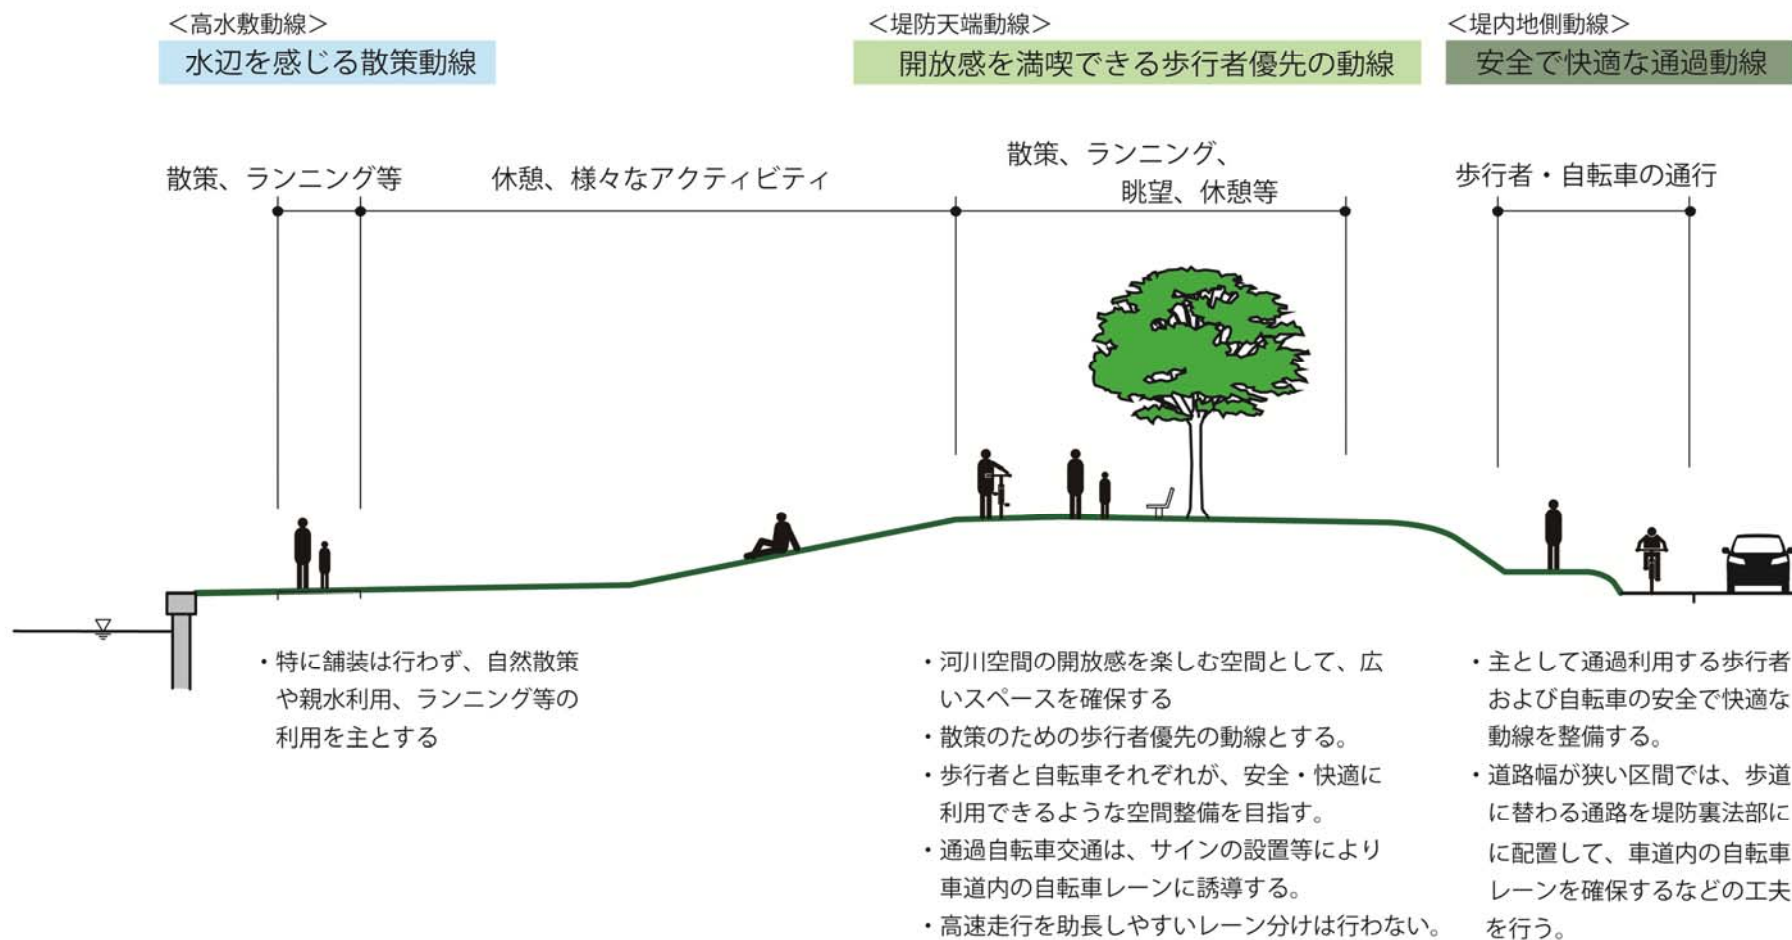 ＜高水敷動線＞
水辺を感じる散策動線
＜堤防天端動線＞
開放感を満喫できる歩行者優先の動線
＜堤内地側動線＞
安全で快適な通過動線
散策、ランニング等
休憩、様々なアクティビティ
散策、ランニング、
眺望、休憩等
歩行者・自転車の通行
・特に舗装は行わず、自然散策
や親水利用、ランニング等の
利用を主とする
・河川空間の開放感を楽しむ空間として、広
いスペースを確保する
・散策のための歩行者優先の動線とする。
・歩行者と自転車それぞれが、安全・快適に
利用できるような空間整備を目指す。
・通過自転車交通は、サインの設置等により
車道内の自転車レーンに誘導する。
・高速走行を助長しやすいレーン分けは行わない。
・主として通過利用する歩行者
および自転車の安全で快適な
動線を整備する。
・道路幅が狭い区間では、歩道
に替わる通路を堤防裏法部に
に配置して、車道内の自転車
レーンを確保するなどの工夫
を行う。